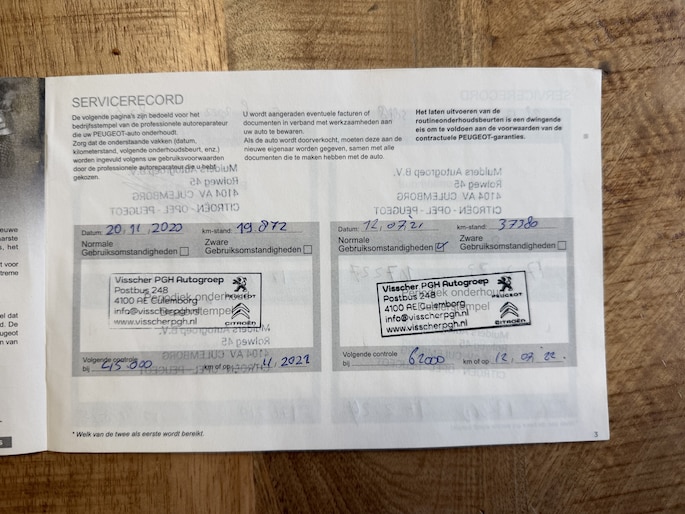 SERVICERECORD
De volgende pagina's zijn bedoeld voor het
bedrijfsstempel van de professionele autoreparateur
die uw PEUGEOT-auto onderhoudt.
Zorg dat de onderstaande vakken (datum,
kilometerstand, volgende onderhoudsbeurt, enz.)
worden ingevuld volgens uw gebruiksvoorwaarden
door de professionele autoreparateur die u hebt
gekozen.
U wordt aangeraden eventuele facturen of
documenten in verband met werkzaamheden aan
uw auto te bewaren.
Als de auto wordt doorverkocht, moeten deze aan de
nieuwe eigenaar worden gegeven, samen met alle
documenten die te maken hebben met de auto.
Het laten uitvoeren van de
routineonderhoudsbeurten is een dwingende
eis om te voldoen aan de voorwaarden van de
contractuele PEUGEOT-garanties.
Datum: 20.11.2020 km-stand: 19.872
Normale
Gebruiksomstandigheden
Zware
Gebruiksomstandigheden
Visscher PGH Autogroep
Postbus 248
4100 AE Culemborg
info@visscherpgh.nl
www.visscherpgh.nl
PEUGEOT
CITROËN
Periodiek onderhoud
stempel
Volgende controle
bij 45.000 km of op
Datum: 12.07.21 km-stand: 37980
Normale
Gebruiksomstandigheden
Zware
Gebruiksomstandigheden
Visscher PGH Autogroep
Postbus 248
4100 AE Culemborg
info@visscherpgh.nl
www.visscherpgh.nl
PEUGEOT
CITROËN
Periodiek onderhoud
stempel
Volgende controle
bij 62000 km of op 12.07.22.
* Welk van de twee als eerste wordt bereikt.
3